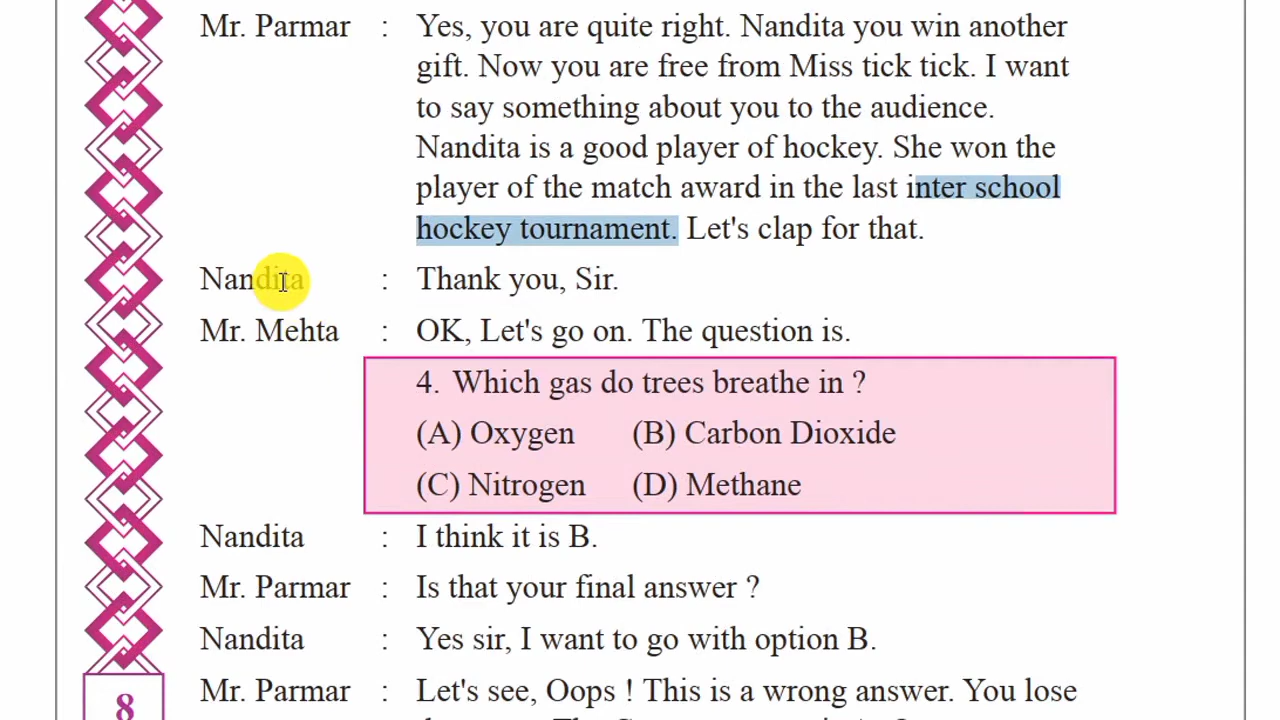 Mr. Parmar : Yes, you are quite right. Nandita you win another
gift. Now you are free from Miss tick tick. I want
to say something about you to the audience.
Nandita is a good player of hockey. She won the
player of the match award in the last inter school
hockey tournament. Let's clap for that.
Nandita : Thank you, Sir.
Mr. Mehta : OK, Let's go on. The question is.
4. Which gas do trees breathe in ?
(A) Oxygen (B) Carbon Dioxide
(C) Nitrogen (D) Methane
Nandita : I think it is B.
Mr. Parmar : Is that your final answer ?
Nandita : Yes sir, I want to go with option B.
Mr. Parmar : Let's see, Oops ! This is a wrong answer. You lose
8